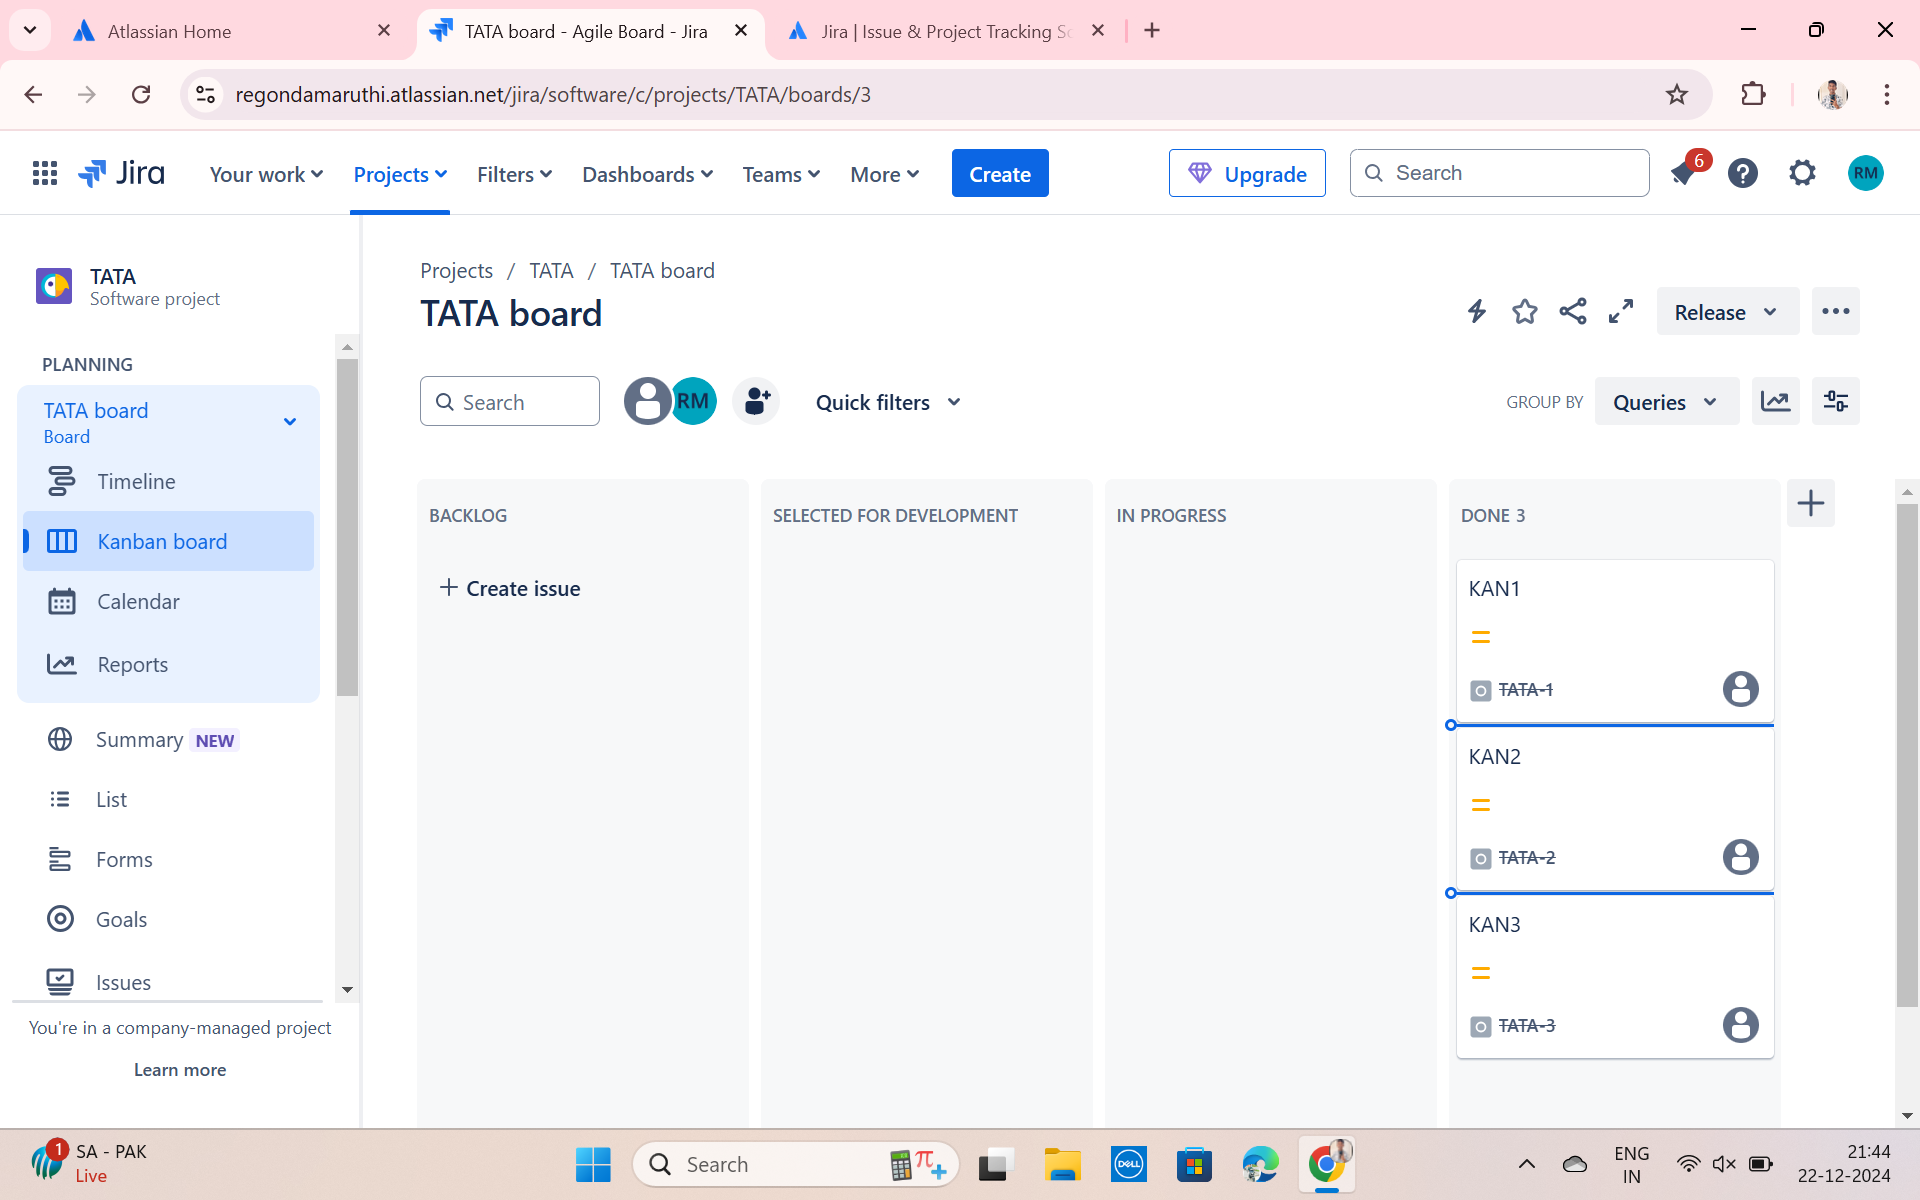 Atlassian Home
TATA board - Agile Board - Jira
Jira | Issue & Project Tracking S
regondamaruthi.atlassian.net/jira/software/c/projects/TATA/boards/3
Jira
Your work
Projects
Filters
Dashboards
Teams
More
Create
Upgrade
Search
6
RM
TATA
Software project
PLANNING
TATA board
Board
Timeline
Kanban board
Calendar
Reports
Summary NEW
List
Forms
Goals
Issues
You're in a company-managed project
Learn more
Projects / TATA / TATA board
TATA board
Release
Search
RM
Quick filters
GROUP BY
Queries
BACKLOG
SELECTED FOR DEVELOPMENT
IN PROGRESS
DONE 3
Create issue
KAN1
TATA-1
KAN2
TATA-2
KAN3
TATA-3
1
SA - PAK
Live
Search
DELL
ENG
IN
21:44
22-12-2024